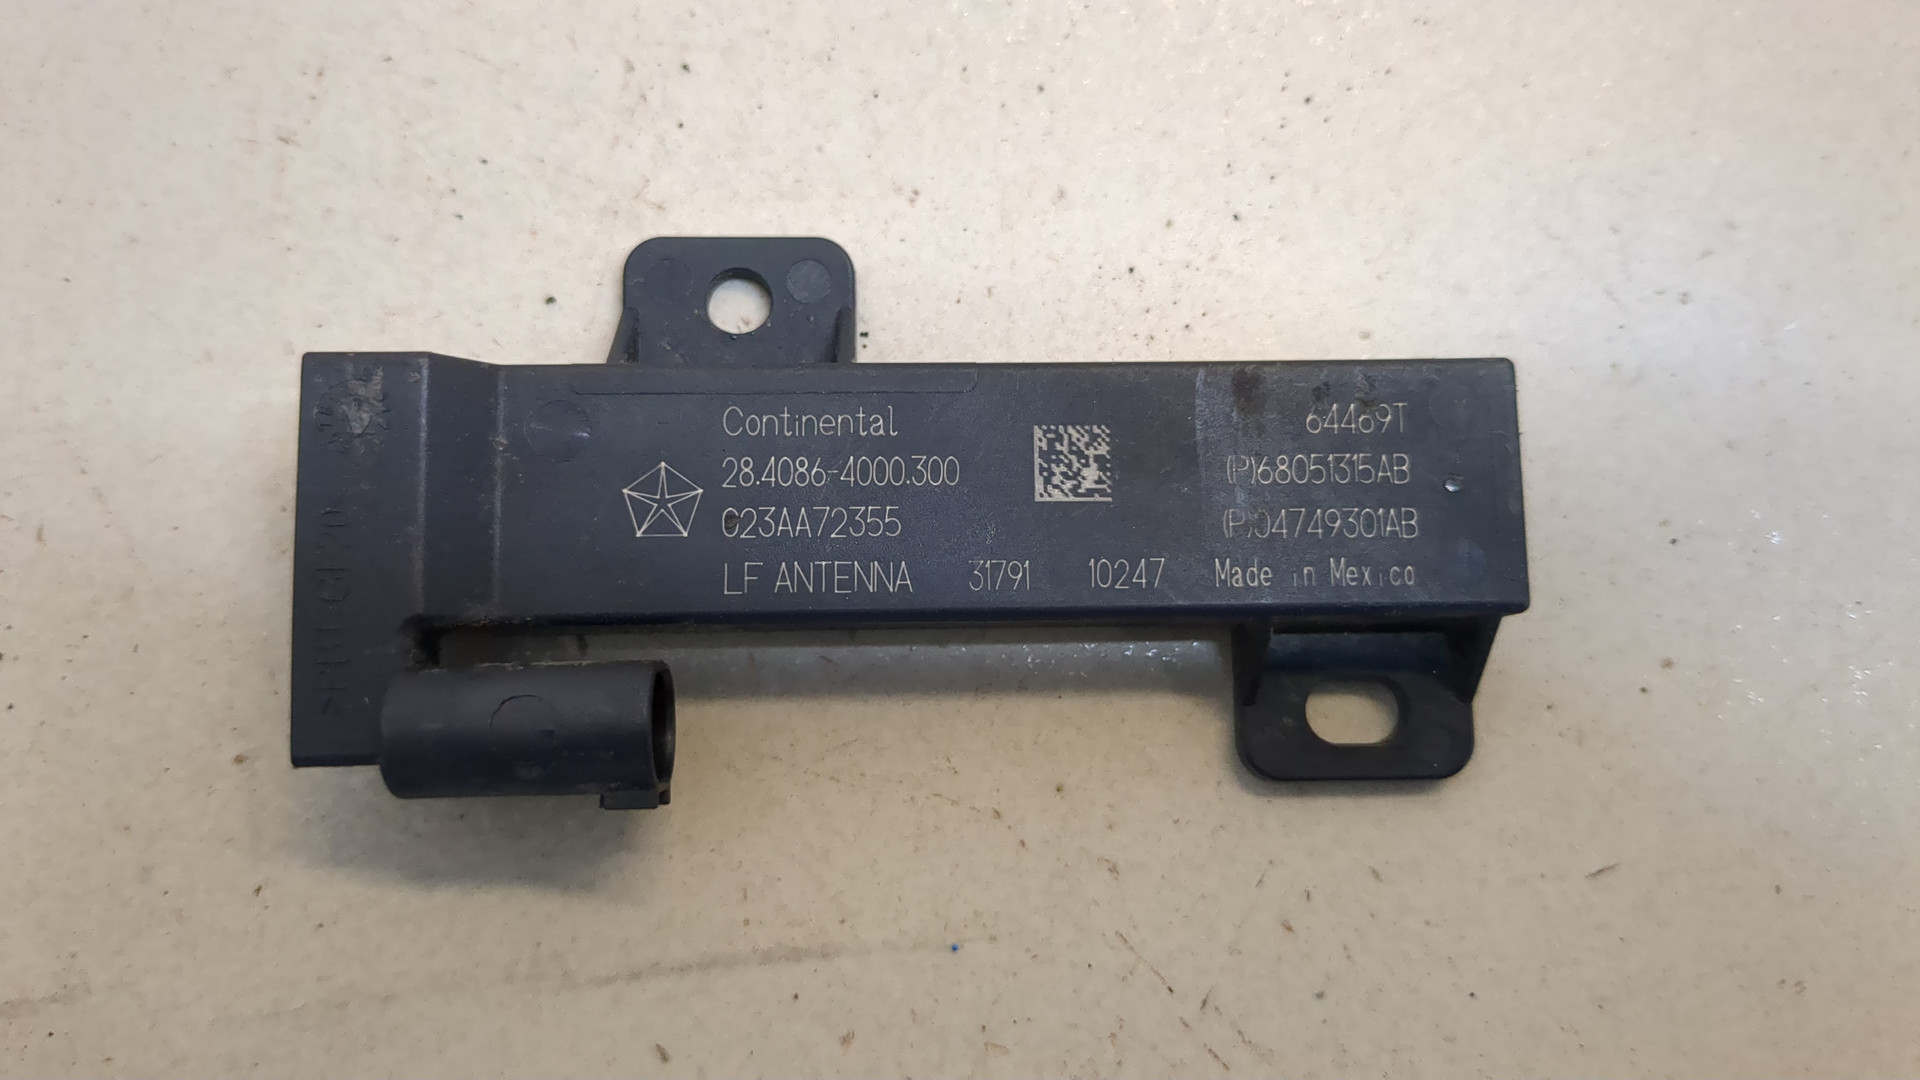 Continental
28.4086-4000.300
C23AA72355
LF ANTENNA 31791 10247
64469T
(P)68051315AB
(P)04749301AB
Made in Mexico